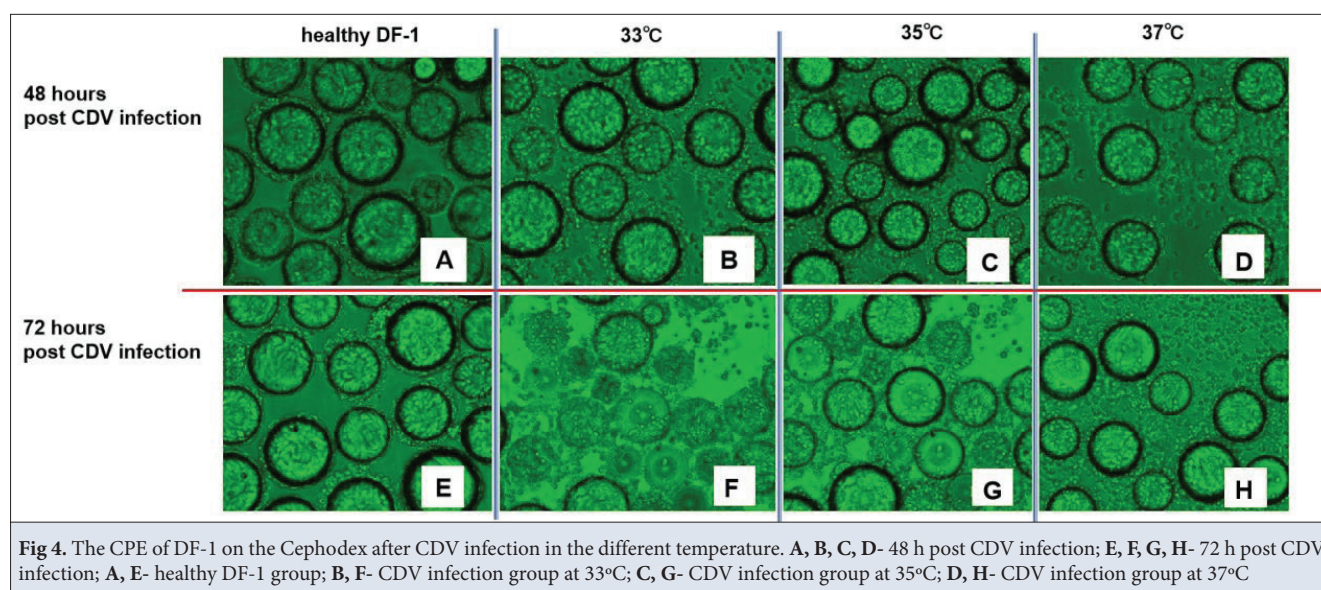 healthy DF-1 33°C 35°C 37°C
48 hours
post CDV infection
A B C D
72 hours
post CDV infection
E F G H
Fig 4. The CPE of DF-1 on the Cephodex after CDV infection in the different temperature. A, B, C, D- 48 h post CDV infection; E, F, G, H- 72 h post CDV
infection; A, E- healthy DF-1 group; B, F- CDV infection group at 33ºC; C, G- CDV infection group at 35ºC; D, H- CDV infection group at 37ºC